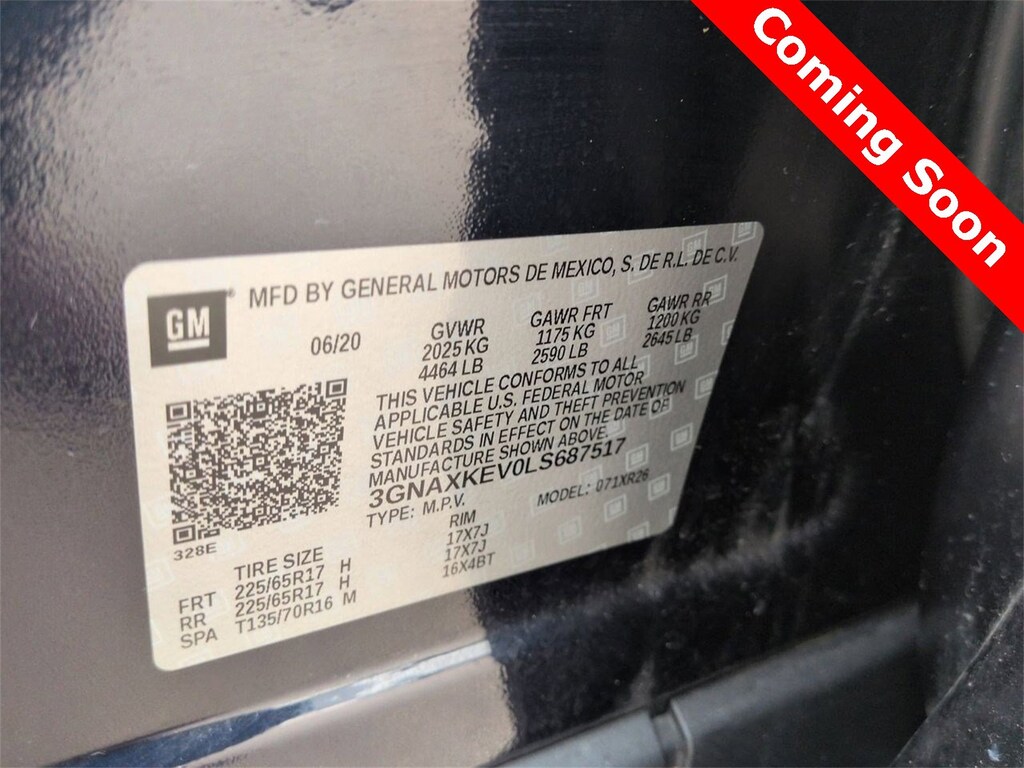 Coming Soon
GM® MFD BY GENERAL MOTORS DE MEXICO, S. DE R.L. DE C.V.
06/20 GVWR GAWR FRT GAWR RR
2025 KG 1175 KG 1200 KG
4464 LB 2590 LB 2645 LB
THIS VEHICLE CONFORMS TO ALL
APPLICABLE U.S. FEDERAL MOTOR
VEHICLE SAFETY AND THEFT PREVENTION
STANDARDS IN EFFECT ON THE DATE OF
MANUFACTURE SHOWN ABOVE.
3GNAXKEV0LS687517
TYPE: M.P.V. MODEL: 071XR26
328E
TIRE SIZE RIM
FRT 225/65R17 H 17X7J
RR 225/65R17 H 17X7J
SPA T135/70R16 M 16X4BT